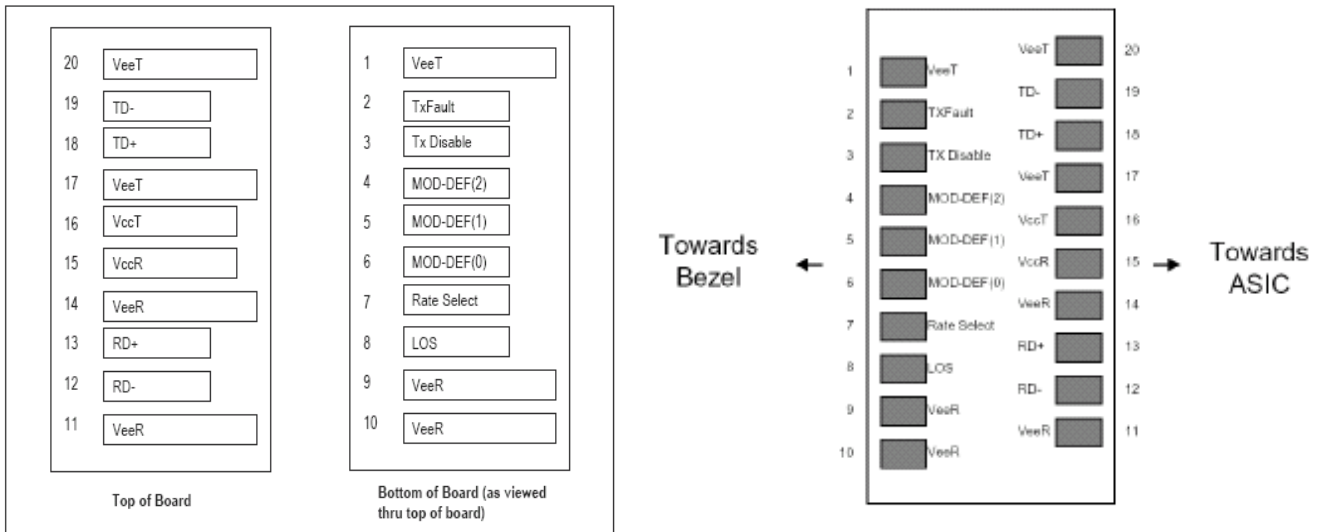 20 VeeT
19 TD-
18 TD+
17 VeeT
16 VccT
15 VccR
14 VeeR
13 RD+
12 RD-
11 VeeR
Top of Board
1 VeeT
2 TxFault
3 Tx Disable
4 MOD-DEF(2)
5 MOD-DEF(1)
6 MOD-DEF(0)
7 Rate Select
8 LOS
9 VeeR
10 VeeR
Bottom of Board (as viewed
thru top of board)
Towards
Bezel
1 VeeT
2 TXFault
3 TX Disable
4 MOD-DEF(2)
5 MOD-DEF(1)
6 MOD-DEF(0)
7 Rate Select
8 LOS
9 VeeR
10 VeeR
VeeT 20
TD- 19
TD+ 18
VeeT 17
VccT 16
VccR 15
VeeR 14
RD+ 13
RD- 12
VeeR 11
Towards
ASIC